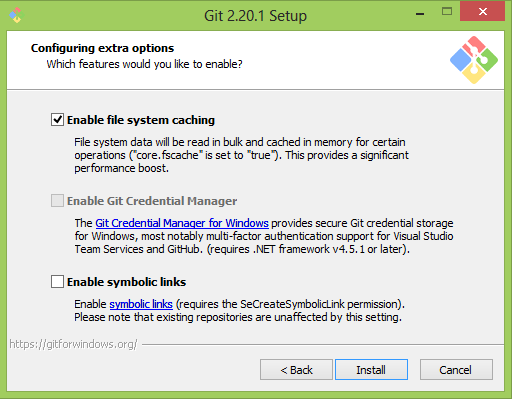 Git 2.20.1 Setup
Configuring extra options
Which features would you like to enable?
Enable file system caching
File system data will be read in bulk and cached in memory for certain
operations ("core.fscache" is set to "true"). This provides a significant
performance boost.
Enable Git Credential Manager
The Git Credential Manager for Windows provides secure Git credential storage
for Windows, most notably multi-factor authentication support for Visual Studio
Team Services and GitHub. (requires .NET framework v4.5.1 or later).
Enable symbolic links
Enable symbolic links (requires the SeCreateSymbolicLink permission).
Please note that existing repositories are unaffected by this setting.
https://gitforwindows.org/
< Back
Install
Cancel